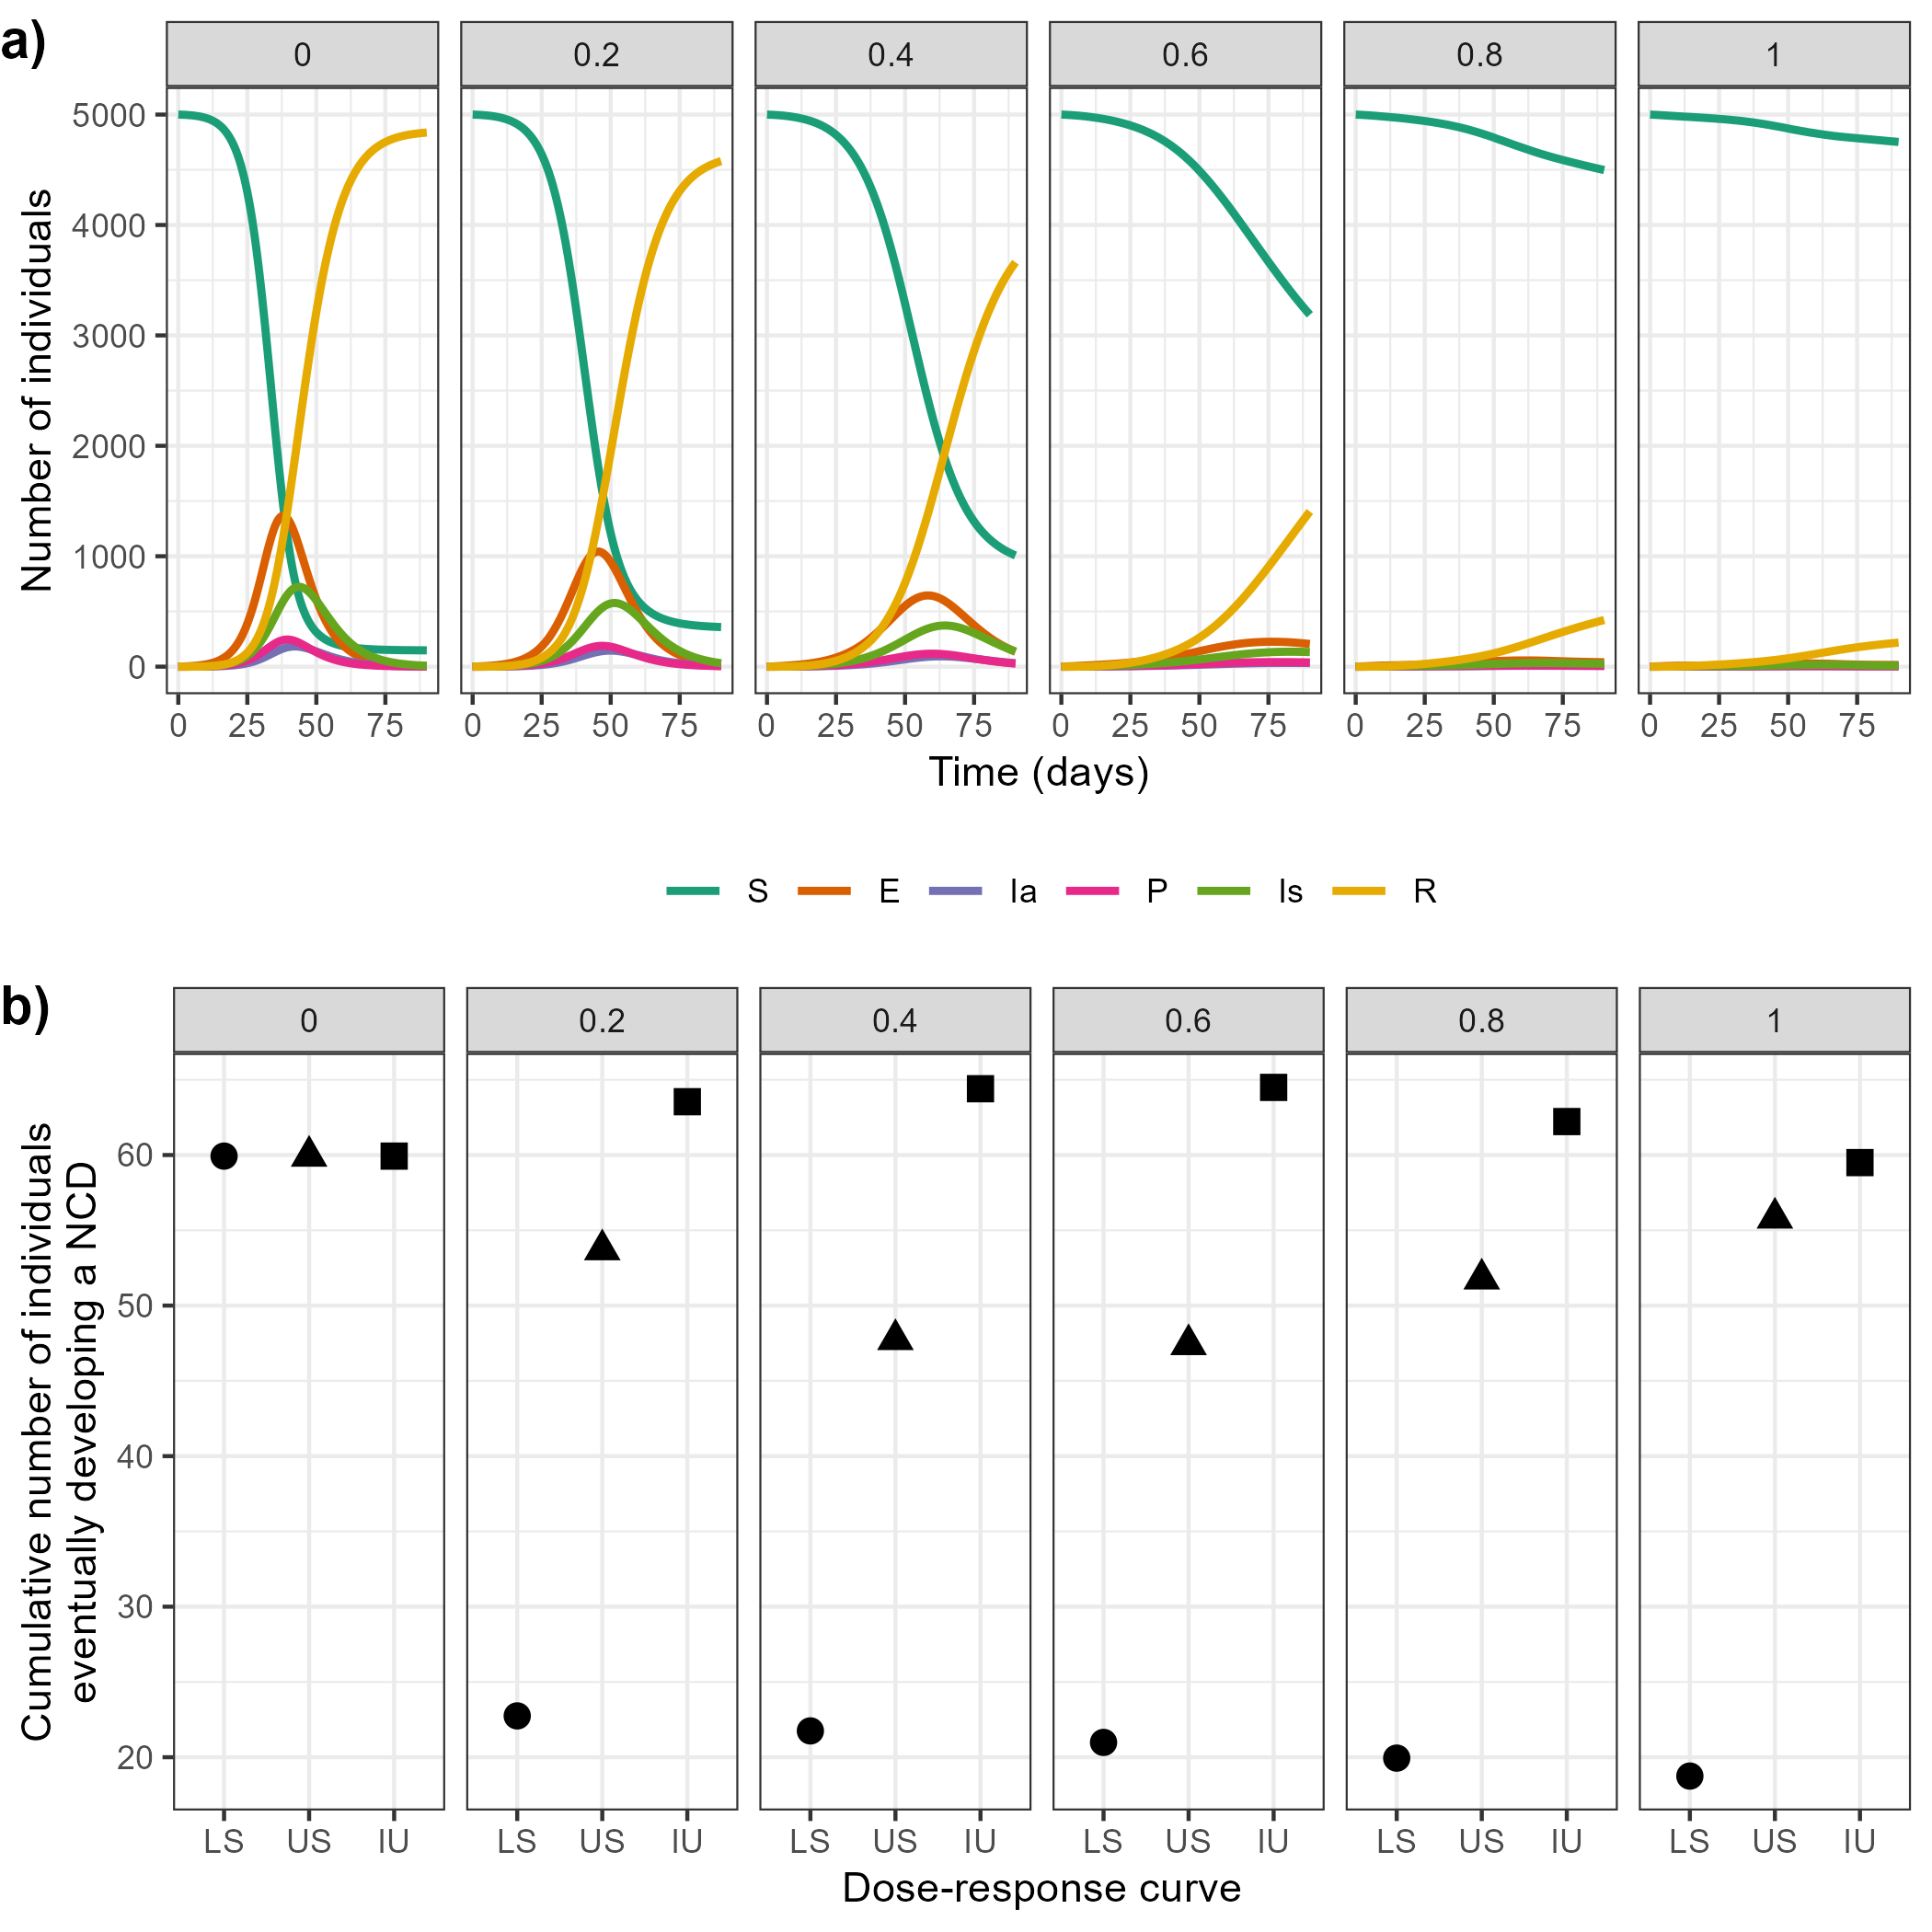 a)
0 0.2 0.4 0.6 0.8 1
Number of individuals
5000
4000
3000
2000
1000
0
0 25 50 75 0 25 50 75 0 25 50 75 0 25 50 75 0 25 50 75 0 25 50 75
Time (days)
S E Ia P Is R
b)
0 0.2 0.4 0.6 0.8 1
Cumulative number of individuals
eventually developing a NCD
60
50
40
30
20
LS US IU LS US IU LS US IU LS US IU LS US IU LS US IU
Dose-response curve